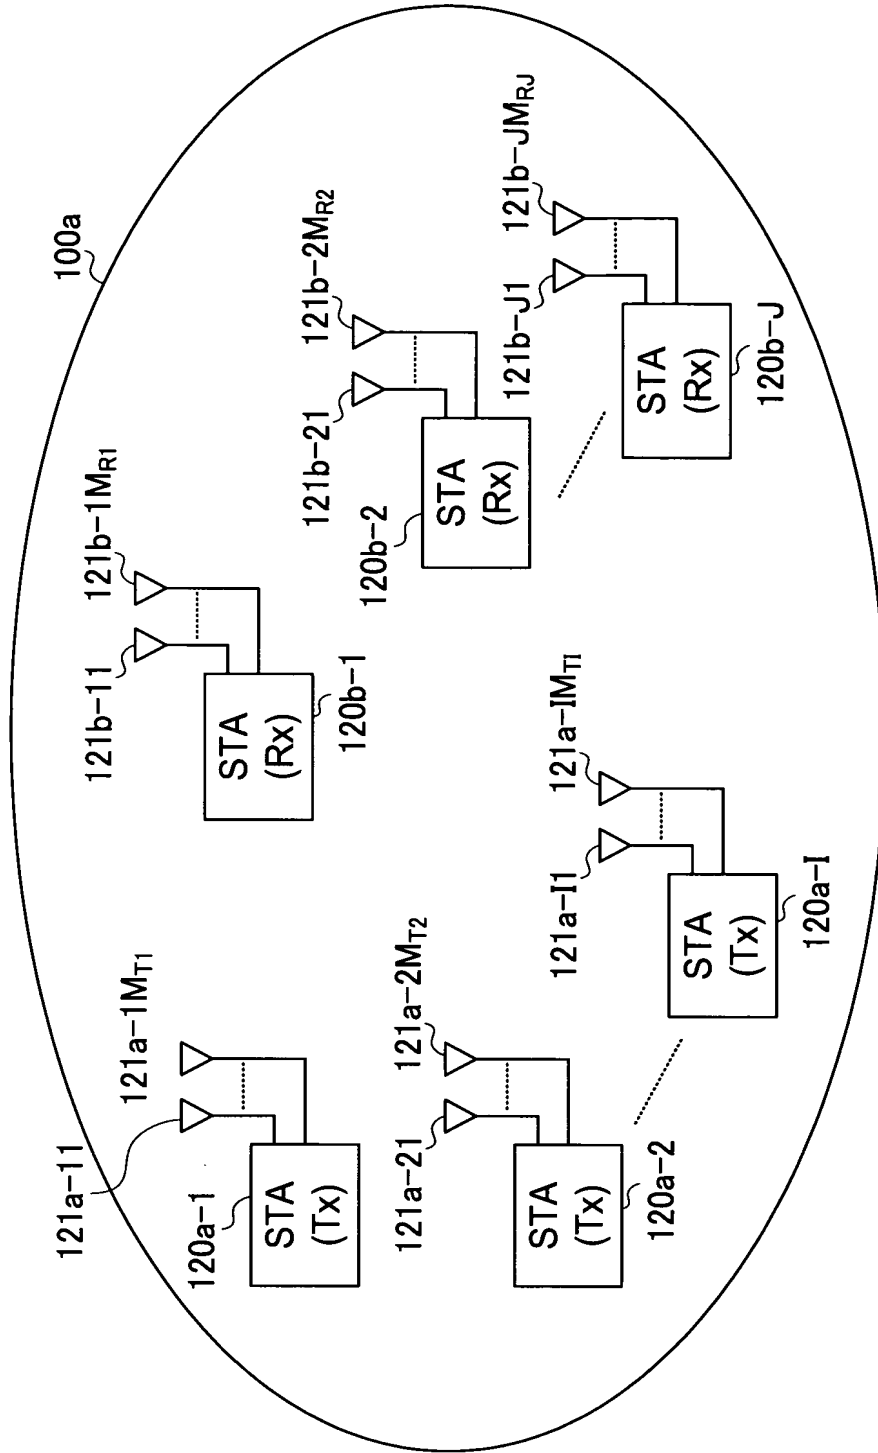 100a
121a-11
121a-1M_T1
120a-1
STA
(Tx)
121b-11
121b-1M_R1
STA
(Rx)
120b-1
121b-21
121b-2M_R2
120b-2
STA
(Rx)
121a-21
121a-2M_T2
STA
(Tx)
120a-2
121a-I1
121a-IM_TI
STA
(Tx)
120a-I
121b-J1
121b-JM_RJ
STA
(Rx)
120b-J